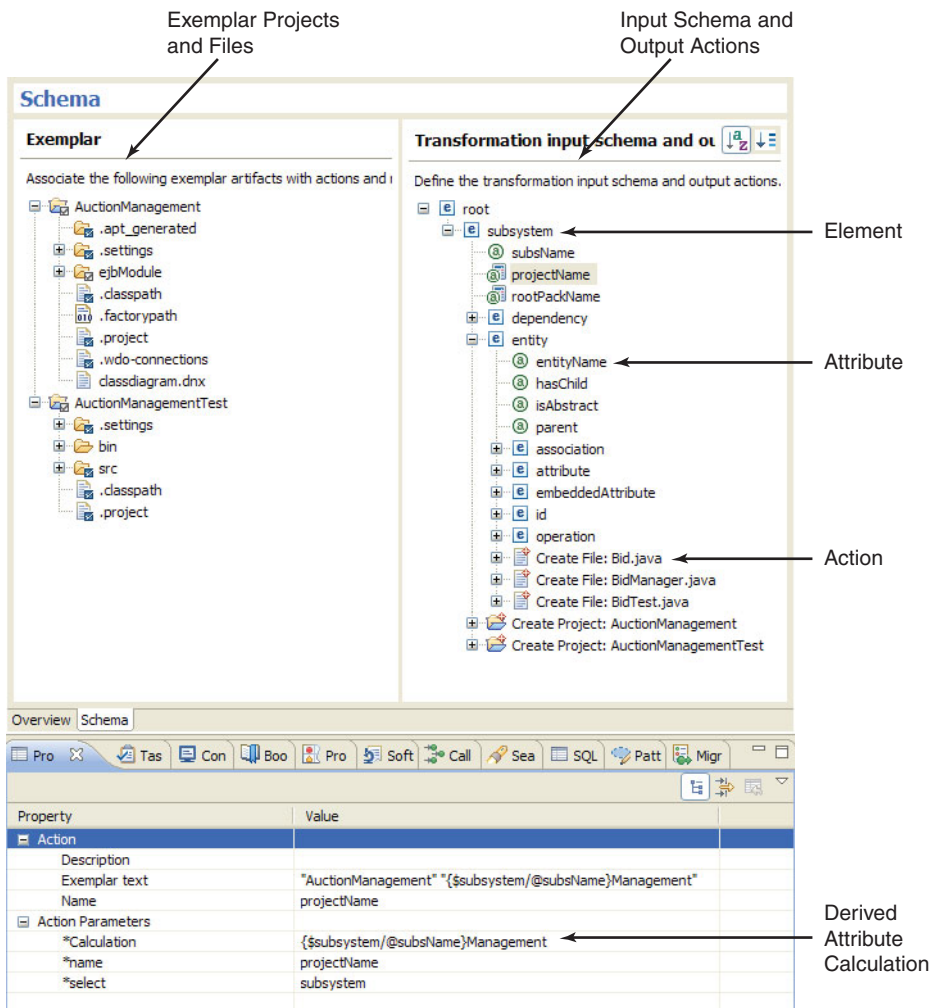 Exemplar Projects
and Files
Input Schema and
Output Actions
Schema
Exemplar
Associate the following exemplar artifacts with actions and r
AuctionManagement
.apt_generated
.settings
ejbModule
.classpath
.factorypath
.project
.wdo-connections
classdiagram.dnx
AuctionManagementTest
.settings
bin
src
.classpath
.project
Transformation input schema and ou
Define the transformation input schema and output actions.
root
subsystem
subsName
projectName
rootPackName
dependency
entity
entityName
hasChild
isAbstract
parent
association
attribute
embeddedAttribute
id
operation
Create File: Bid.java
Create File: BidManager.java
Create File: BidTest.java
Create Project: AuctionManagement
Create Project: AuctionManagementTest
Element
Attribute
Action
Overview Schema
Pro Tas Con Boo Pro Soft Call Sea SQL Patt Migr
Property Value
Action
Description
Exemplar text "AuctionManagement" "{$subsystem/@subsName}Management"
Name projectName
Action Parameters
*Calculation {$subsystem/@subsName}Management
*name projectName
*select subsystem
Derived
Attribute
Calculation